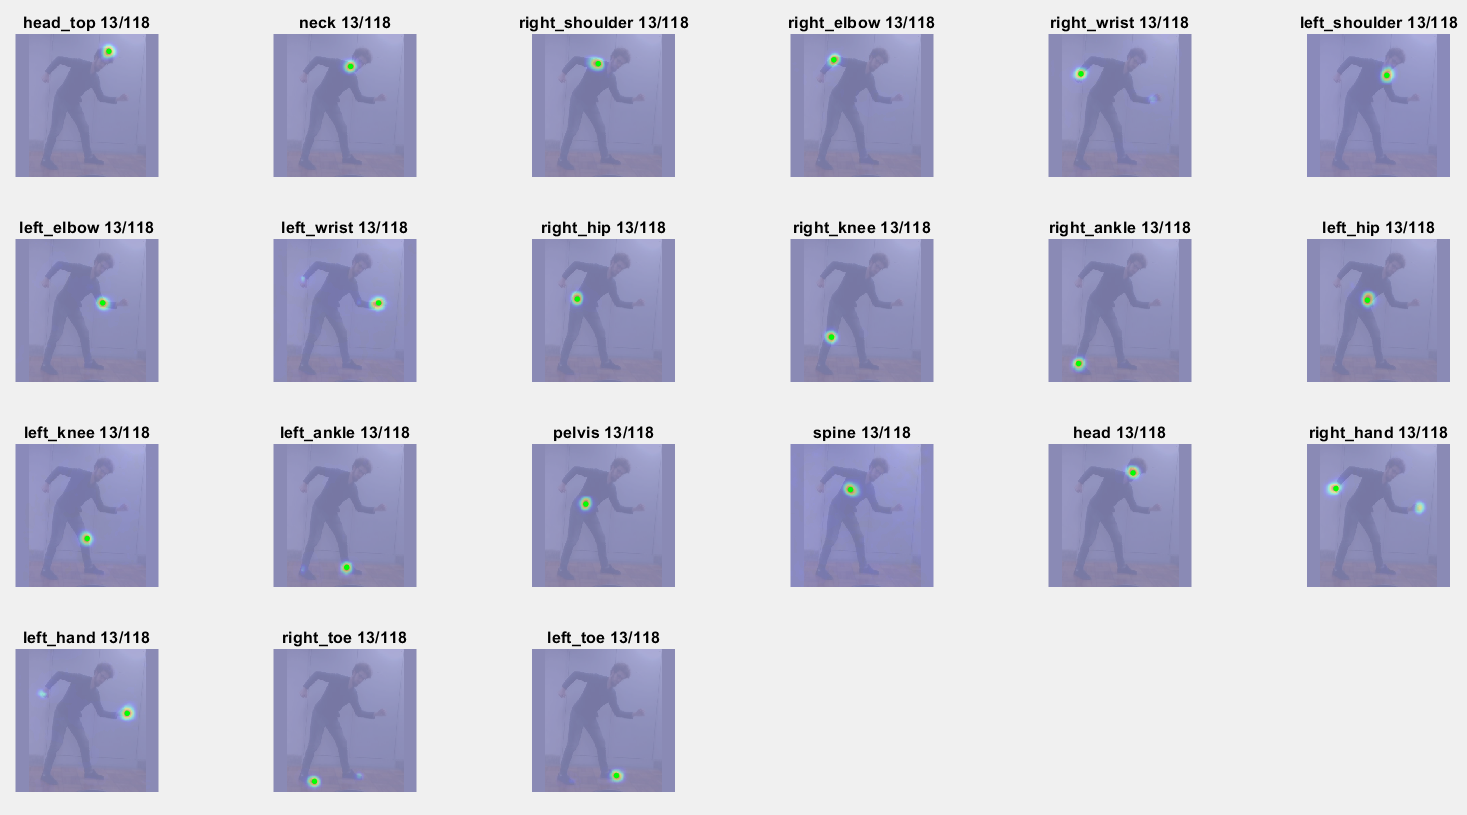 head_top 13/118
neck 13/118
right_shoulder 13/118
right_elbow 13/118
right_wrist 13/118
left_shoulder 13/118
left_elbow 13/118
left_wrist 13/118
right_hip 13/118
right_knee 13/118
right_ankle 13/118
left_hip 13/118
left_knee 13/118
left_ankle 13/118
pelvis 13/118
spine 13/118
head 13/118
right_hand 13/118
left_hand 13/118
right_toe 13/118
left_toe 13/118